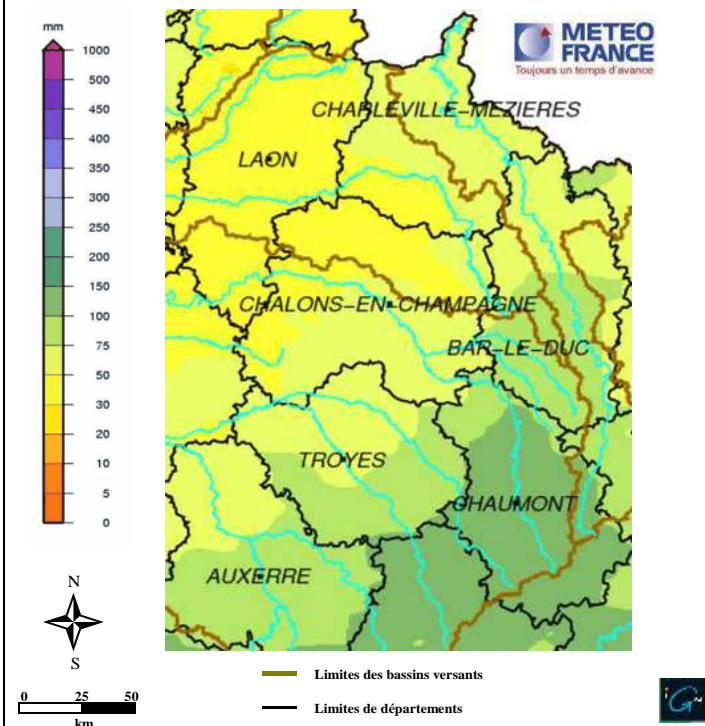 mm
1000
500
450
400
350
300
250
200
150
100
75
50
30
20
10
5
0
METEO
FRANCE
Toujours un temps d'avance
CHARLEVILLE-MEZIERES
LAON
CHALONS-EN-CHAMPAGNE
BAR-LE-DUC
TROYES
CHAUMONT
AUXERRE
N
S
0 25 50
km
Limites des bassins versants
Limites de départements